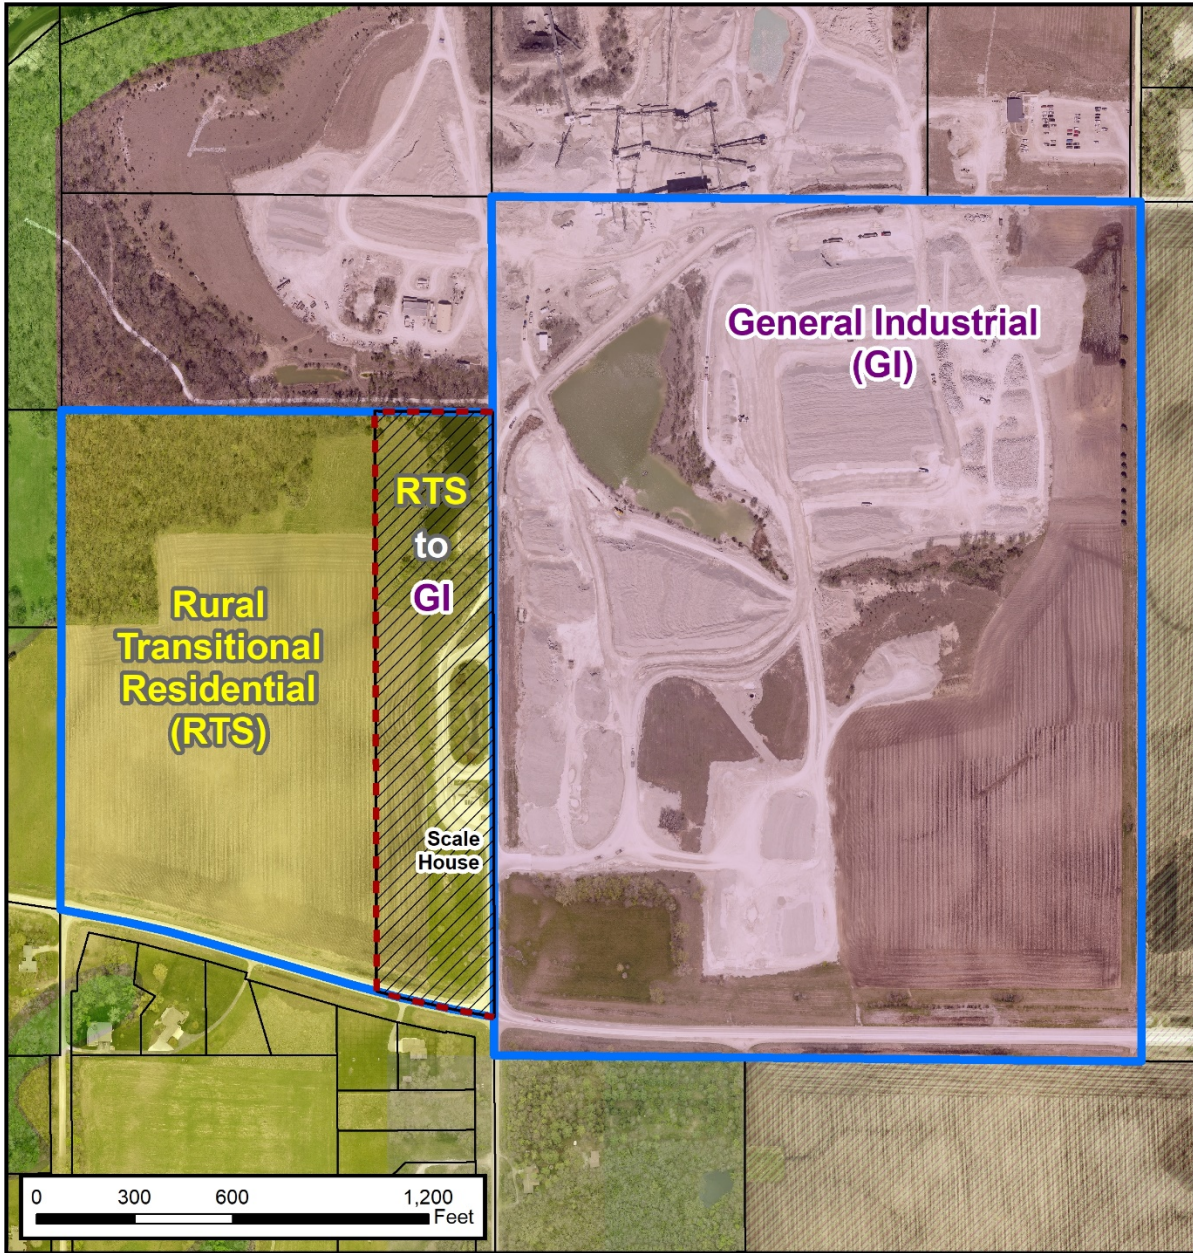 General Industrial
(GI)
RTS
to
GI
Rural
Transitional
Residential
(RTS)
Scale
House
0 300 600 1,200
Feet